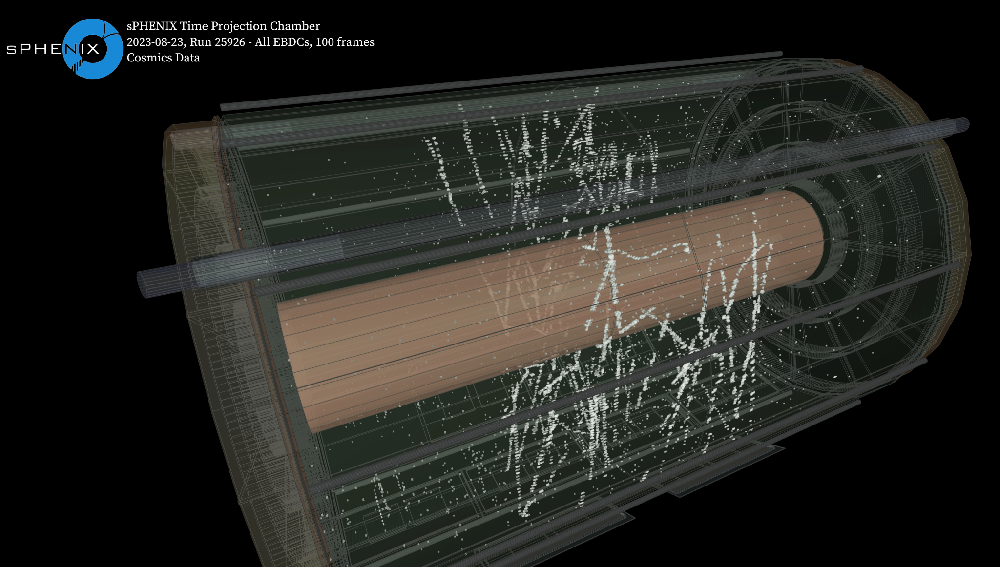 sPHENIX
sPHENIX Time Projection Chamber
2023-08-23, Run 25926 - All EBDCs, 100 frames
Cosmics Data